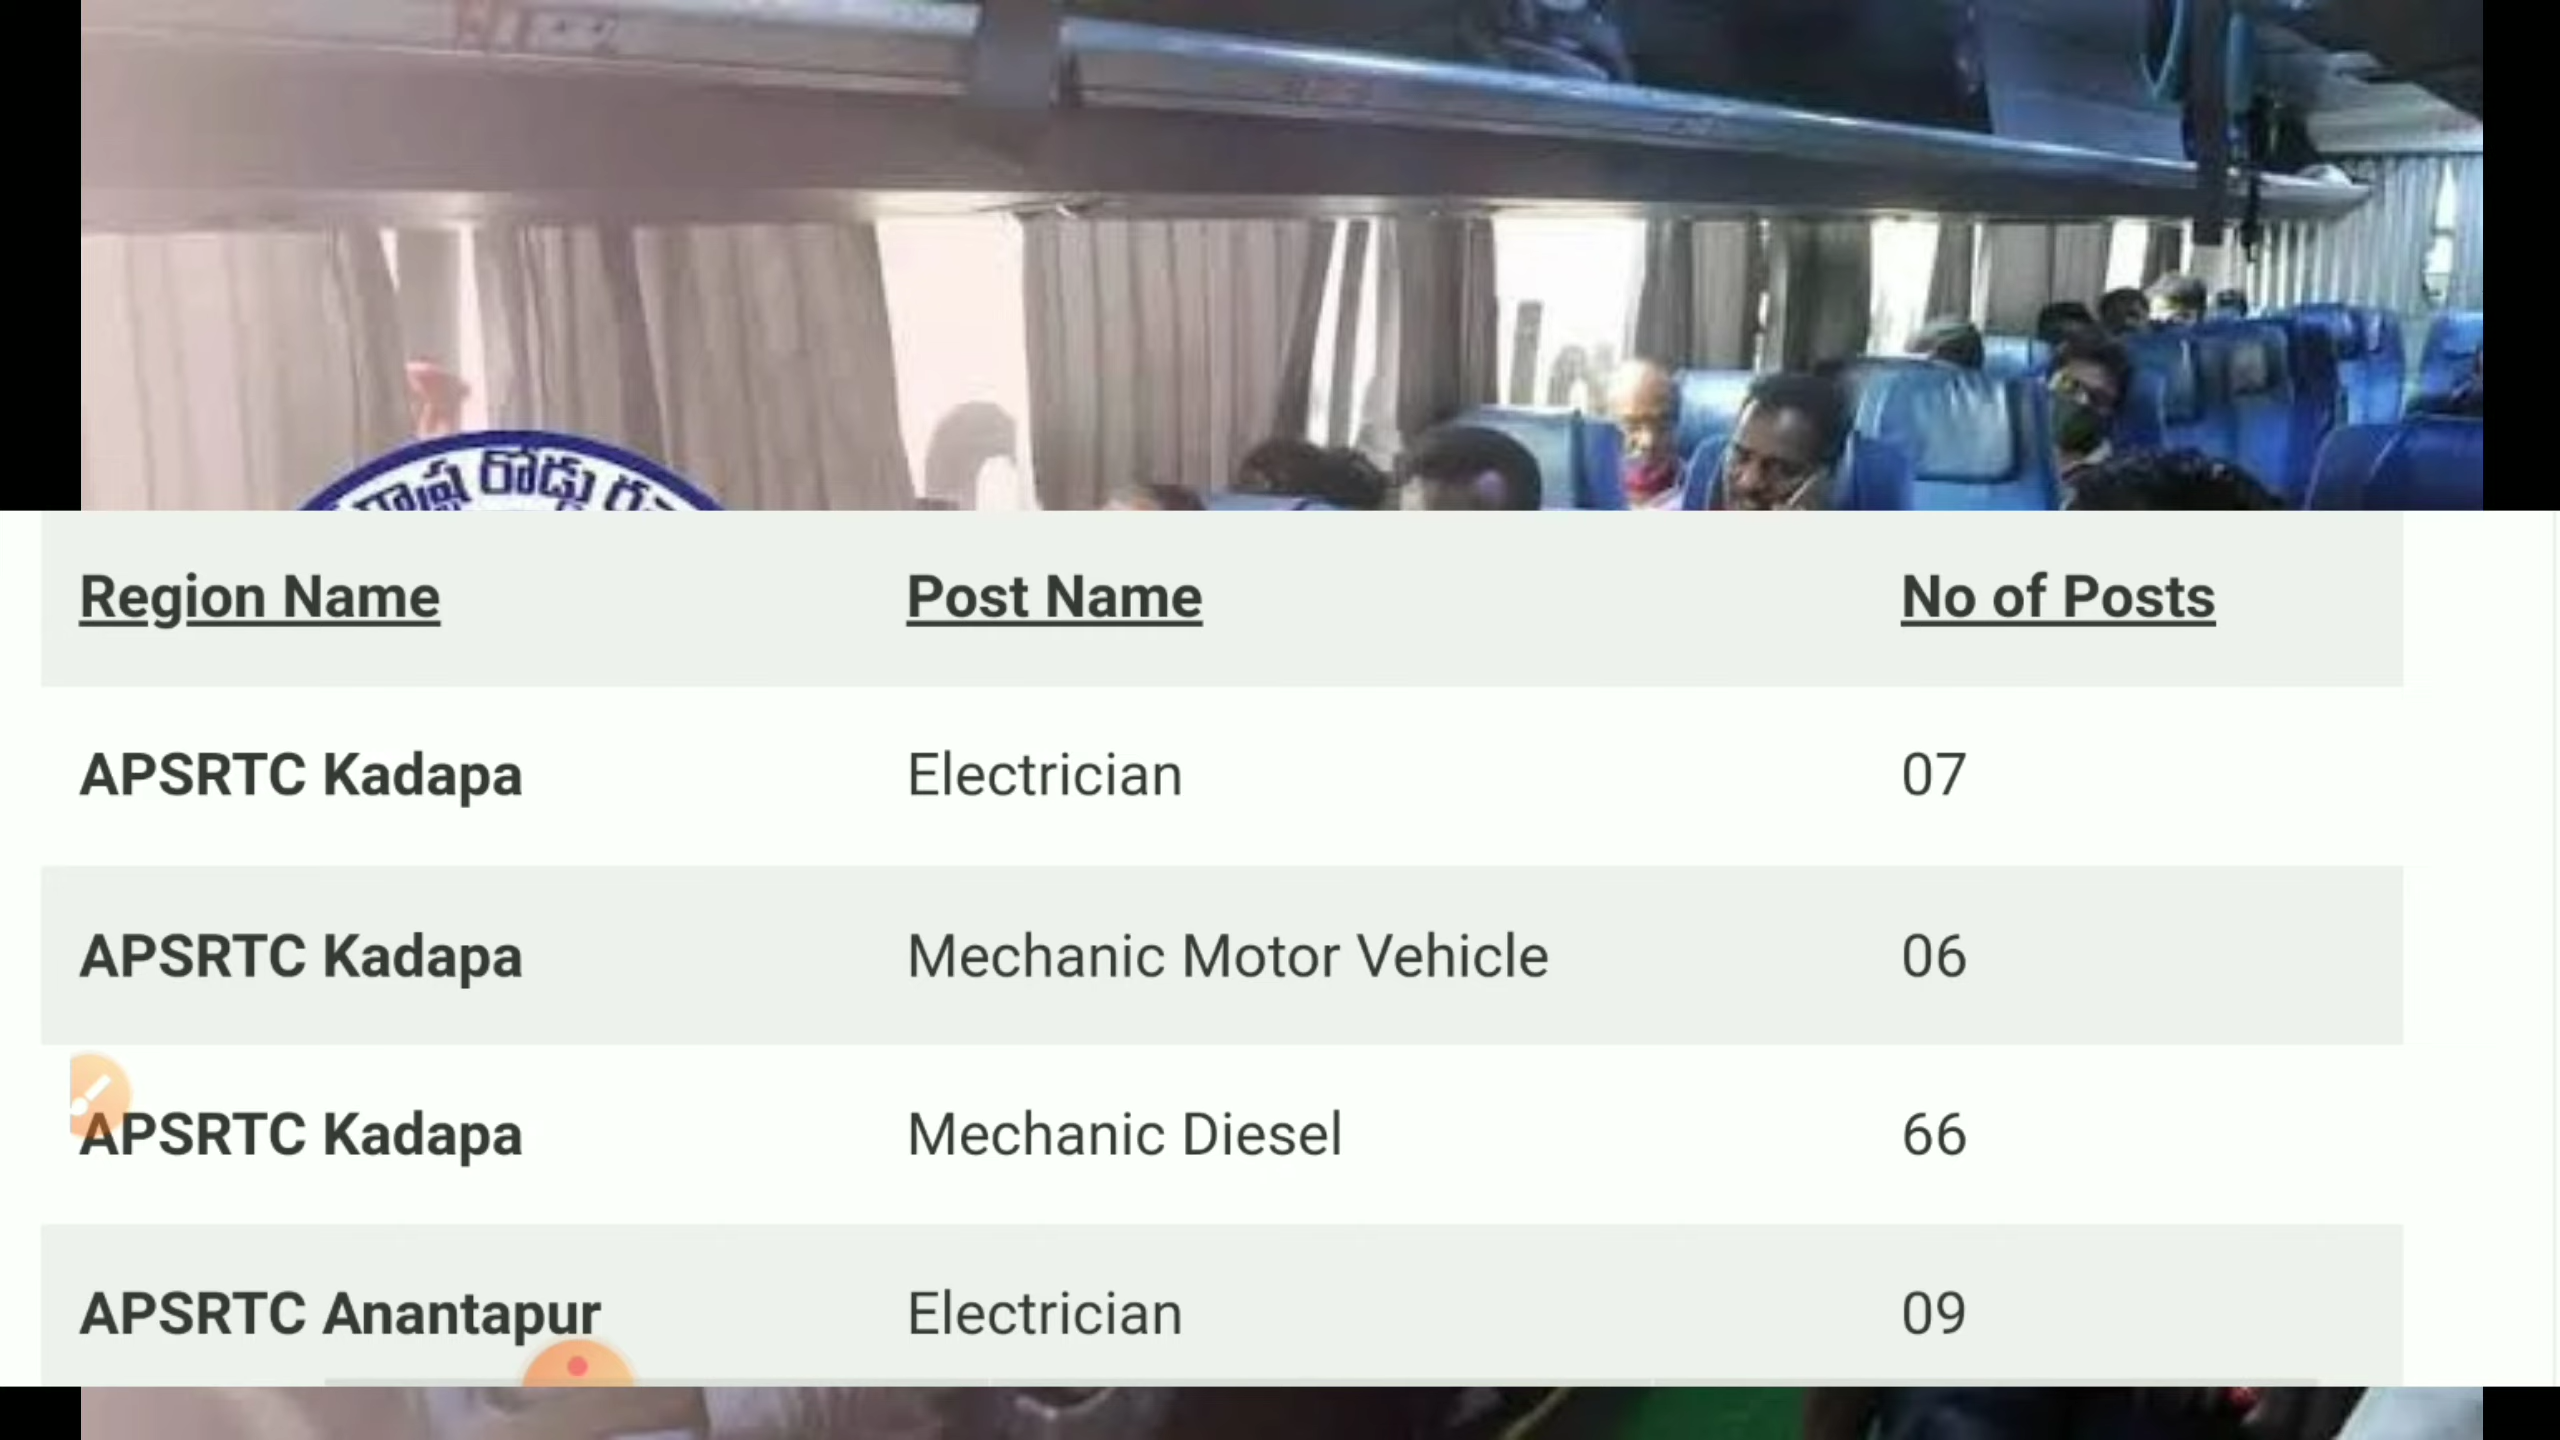 రోడ్డు
Region Name Post Name No of Posts
APSRTC Kadapa Electrician 07
APSRTC Kadapa Mechanic Motor Vehicle 06
APSRTC Kadapa Mechanic Diesel 66
APSRTC Anantapur Electrician 09